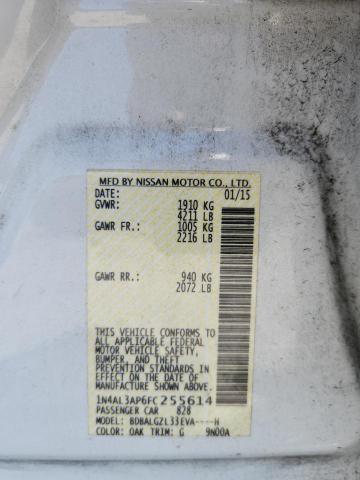 MFD BY NISSAN MOTOR CO., LTD.
DATE: 01/15
GVWR: 1910 KG
4211 LB
GAWR FR: 1005 KG
2216 LB
GAWR RR: 940 KG
2072 LB
THIS VEHICLE CONFORMS TO
ALL APPLICABLE FEDERAL
MOTOR VEHICLE SAFETY,
BUMPER, AND THEFT
PREVENTION STANDARDS IN
EFFECT ON THE DATE OF
MANUFACTURE SHOWN ABOVE.
1N4AL3AP6FC255614
PASSENGER CAR 828
MODEL: BDBALGZL33EVA----H
COLOR: QAK TRIM: G 9N00A